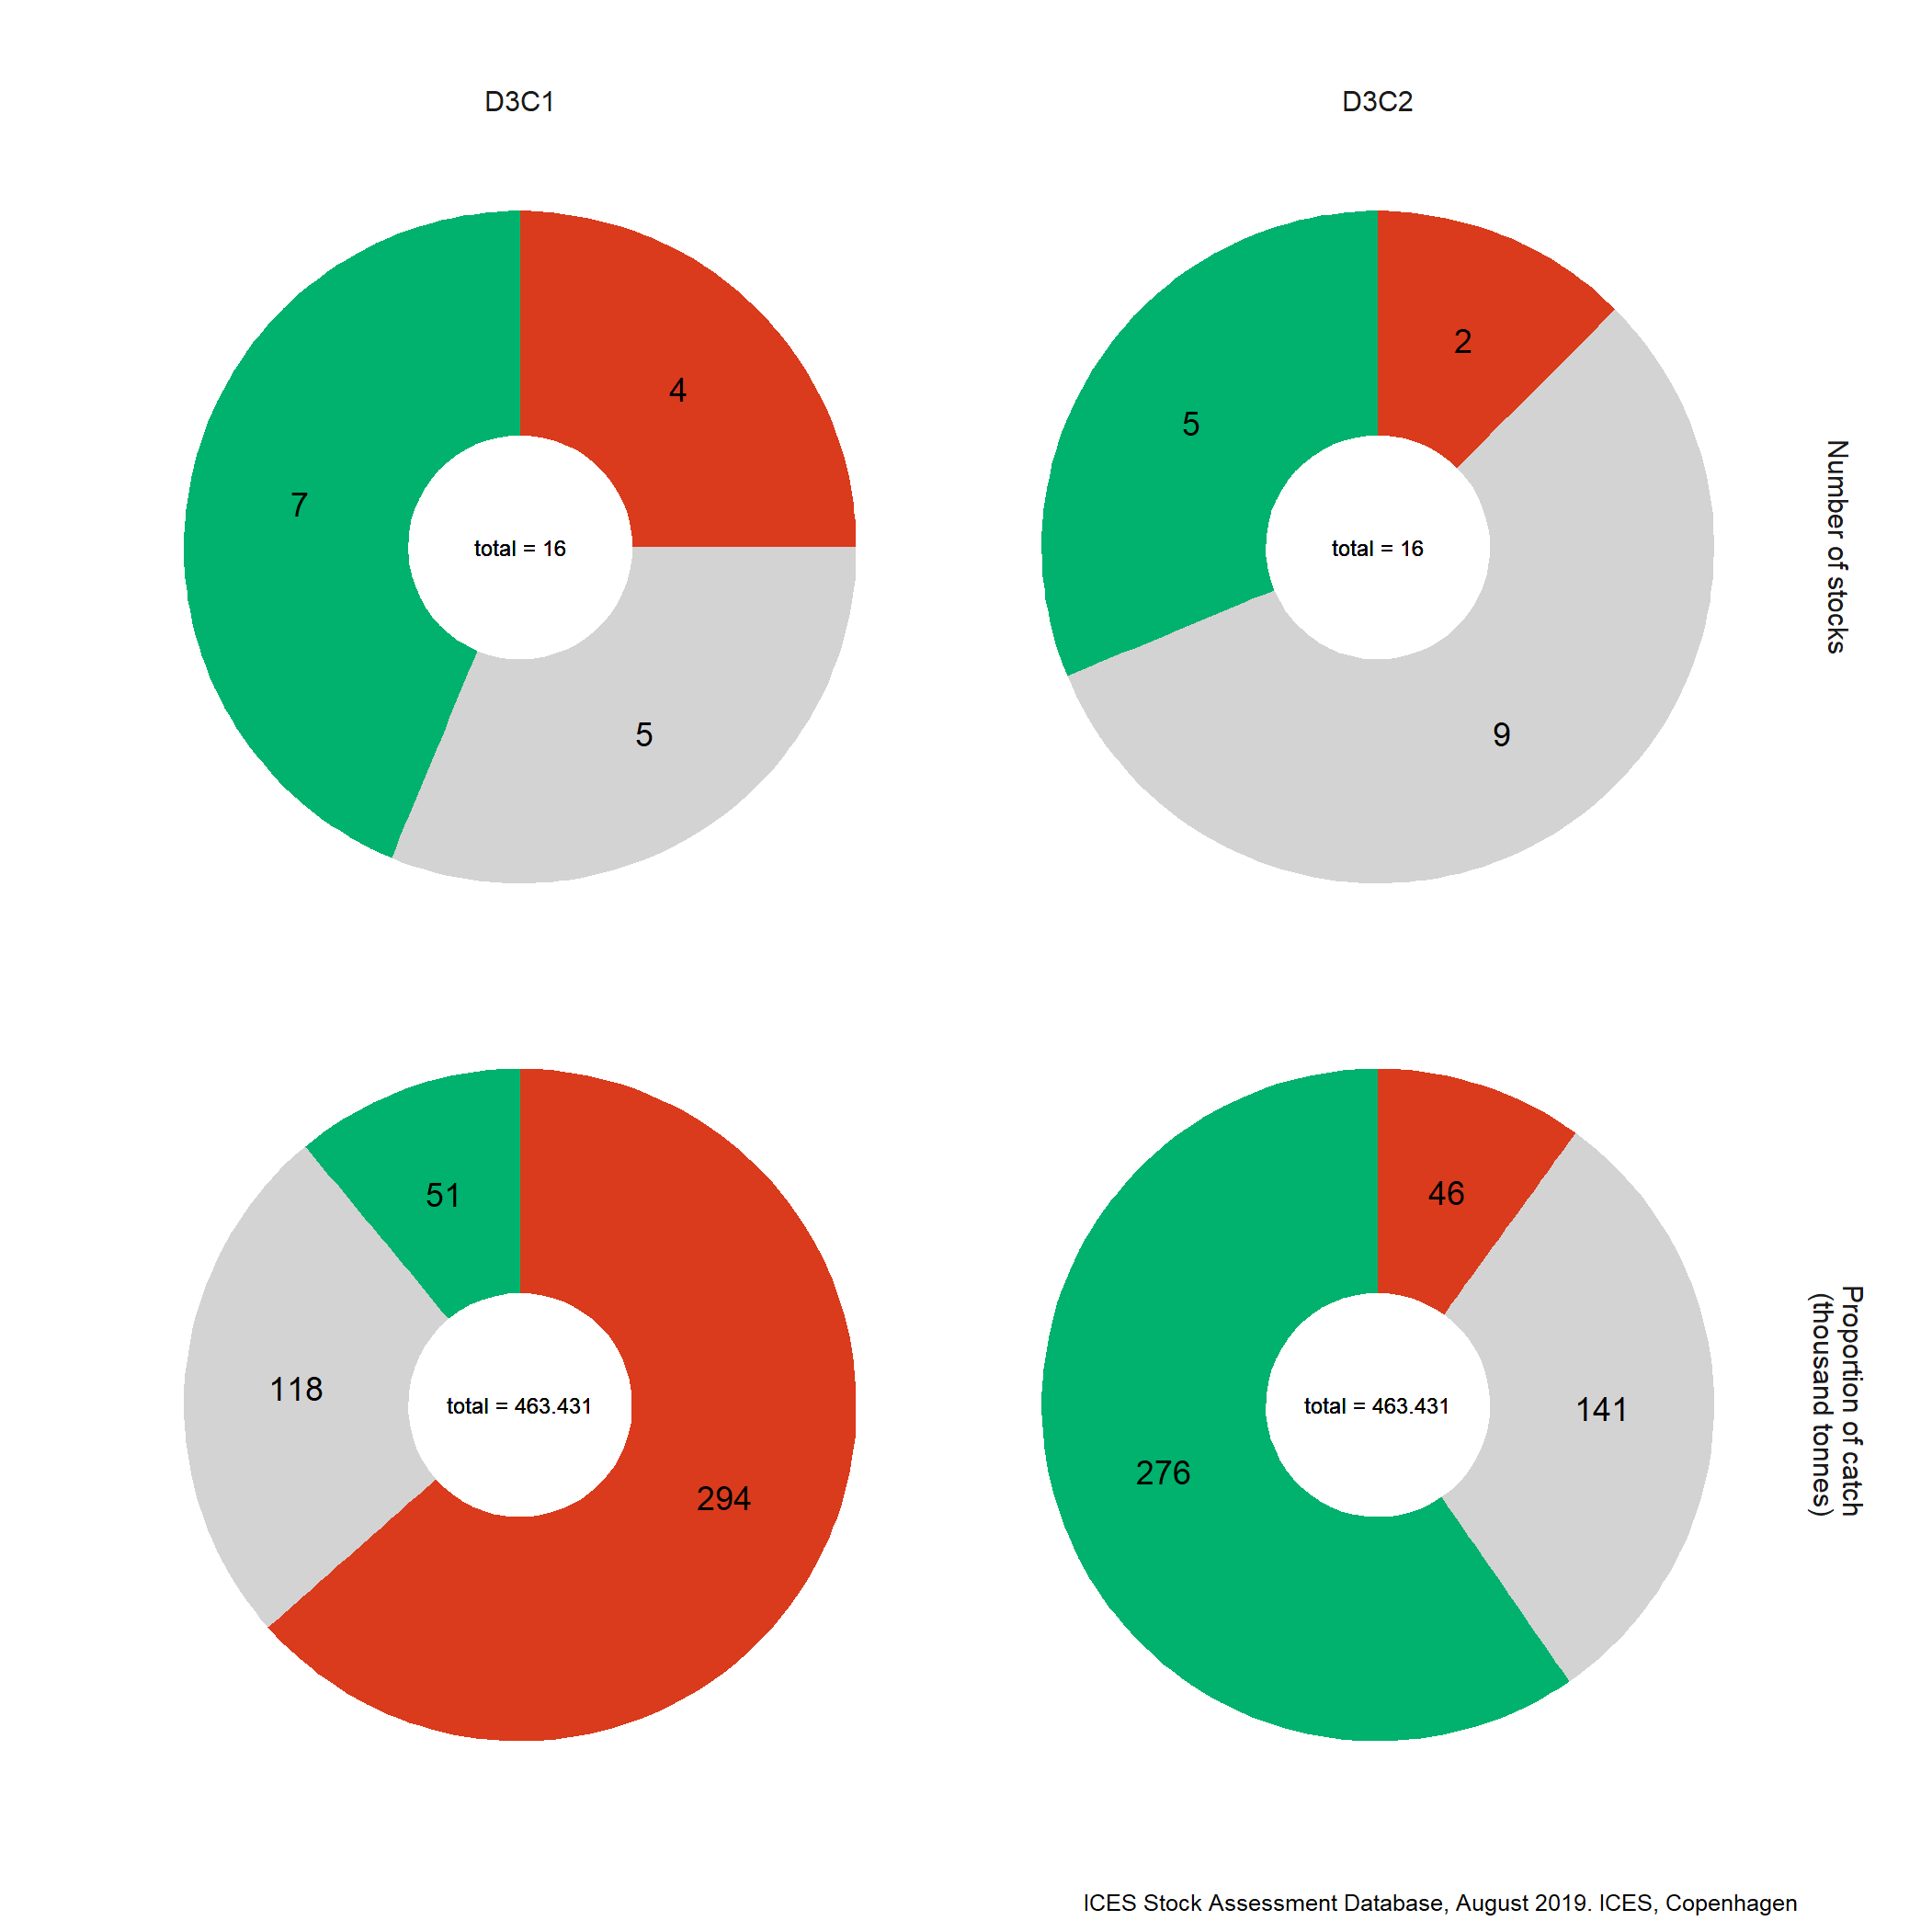 D3C1
D3C2
4
7
total = 16
5
2
5
total = 16
9
Number of stocks
51
118
total = 463.431
294
46
141
total = 463.431
276
Proportion of catch
(thousand tonnes)
ICES Stock Assessment Database, August 2019. ICES, Copenhagen